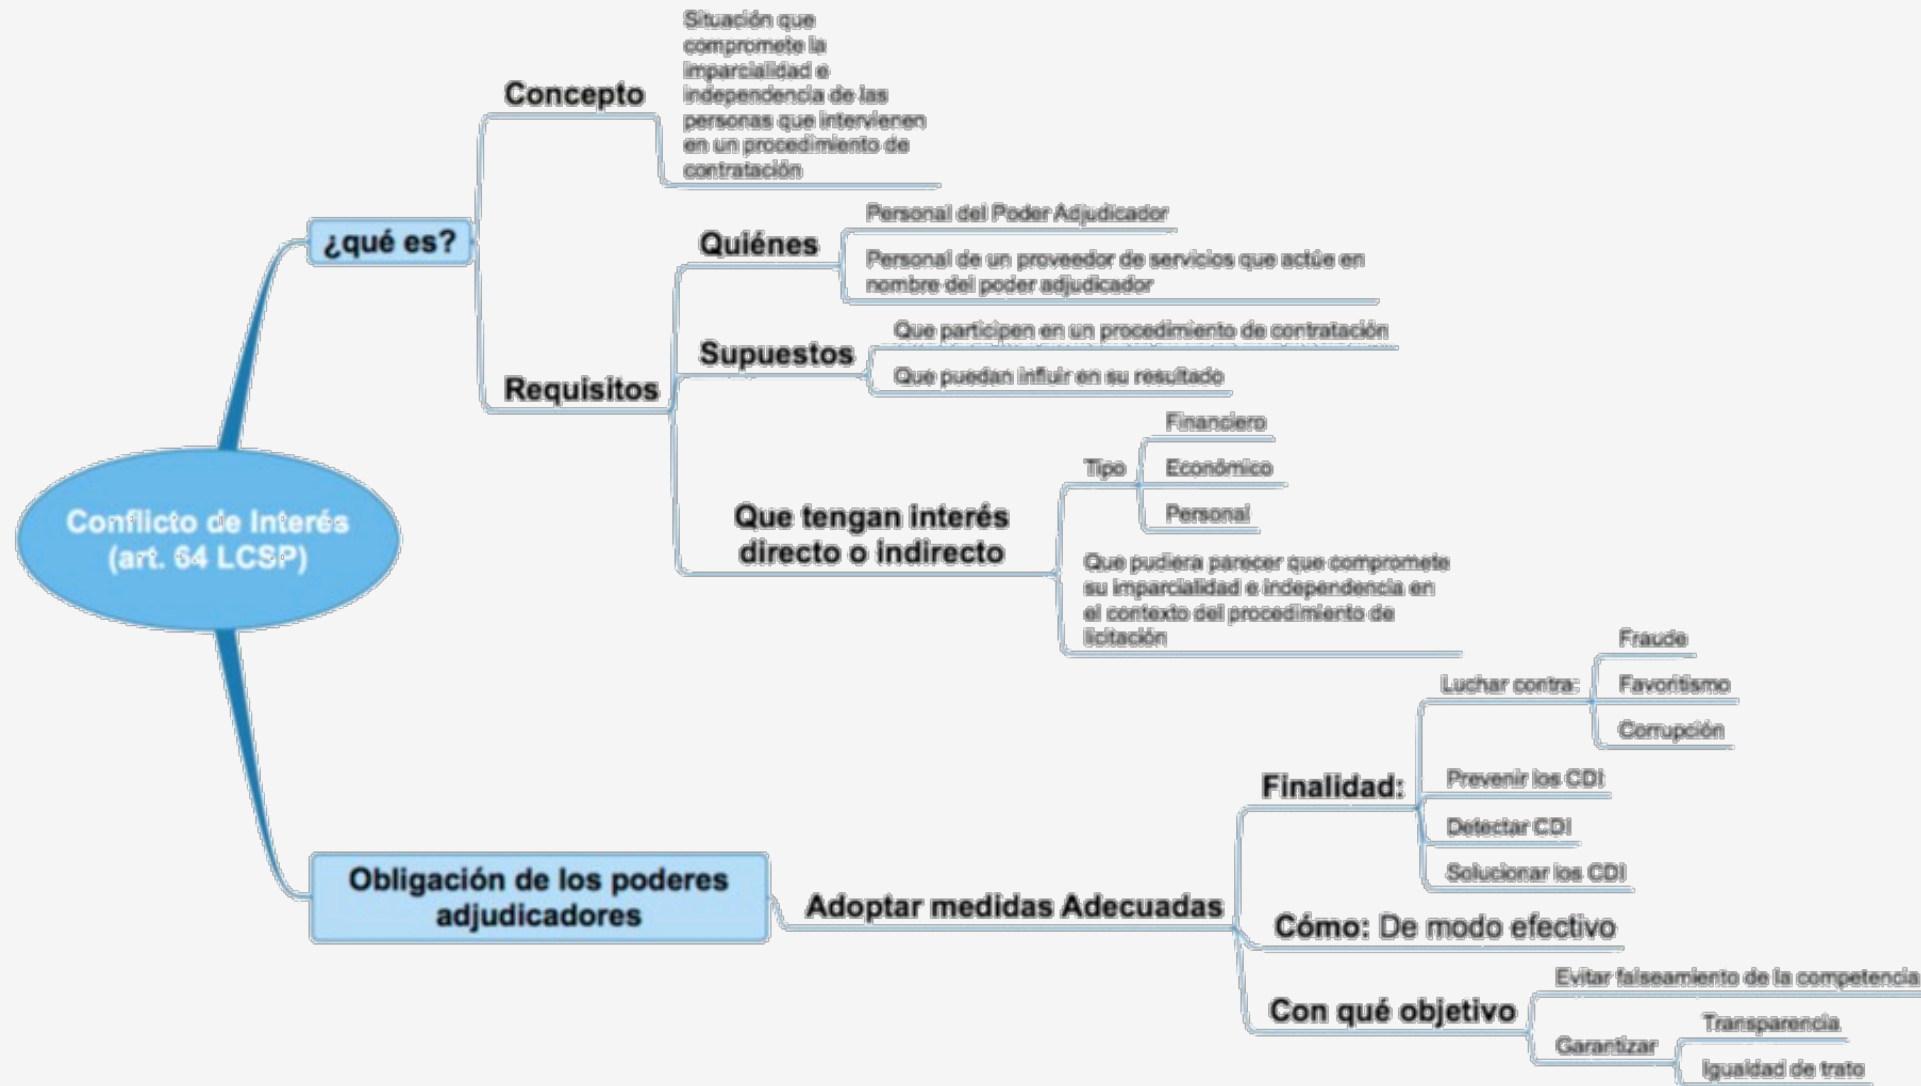 Conflicto de Interés
(art. 64 LCSP)
¿qué es?
Concepto
Situación que
compromete la
imparcialidad e
independencia de las
personas que intervienen
en un procedimiento de
contratación
Requisitos
Quiénes
Personal del Poder Adjudicador
Personal de un proveedor de servicios que actúe en
nombre del poder adjudicador
Supuestos
Que participen en un procedimiento de contratación
Que puedan influir en su resultado
Que tengan interés
directo o indirecto
Tipo
Financiero
Económico
Personal
Que pudiera parecer que compromete
su imparcialidad e independencia en
el contexto del procedimiento de
licitación
Obligación de los poderes
adjudicadores
Adoptar medidas Adecuadas
Finalidad:
Luchar contra:
Fraude
Favoritismo
Corrupción
Prevenir los CDI
Detectar CDI
Solucionar los CDI
Cómo: De modo efectivo
Con qué objetivo
Evitar falseamiento de la competencia
Garantizar
Transparencia
Igualdad de trato